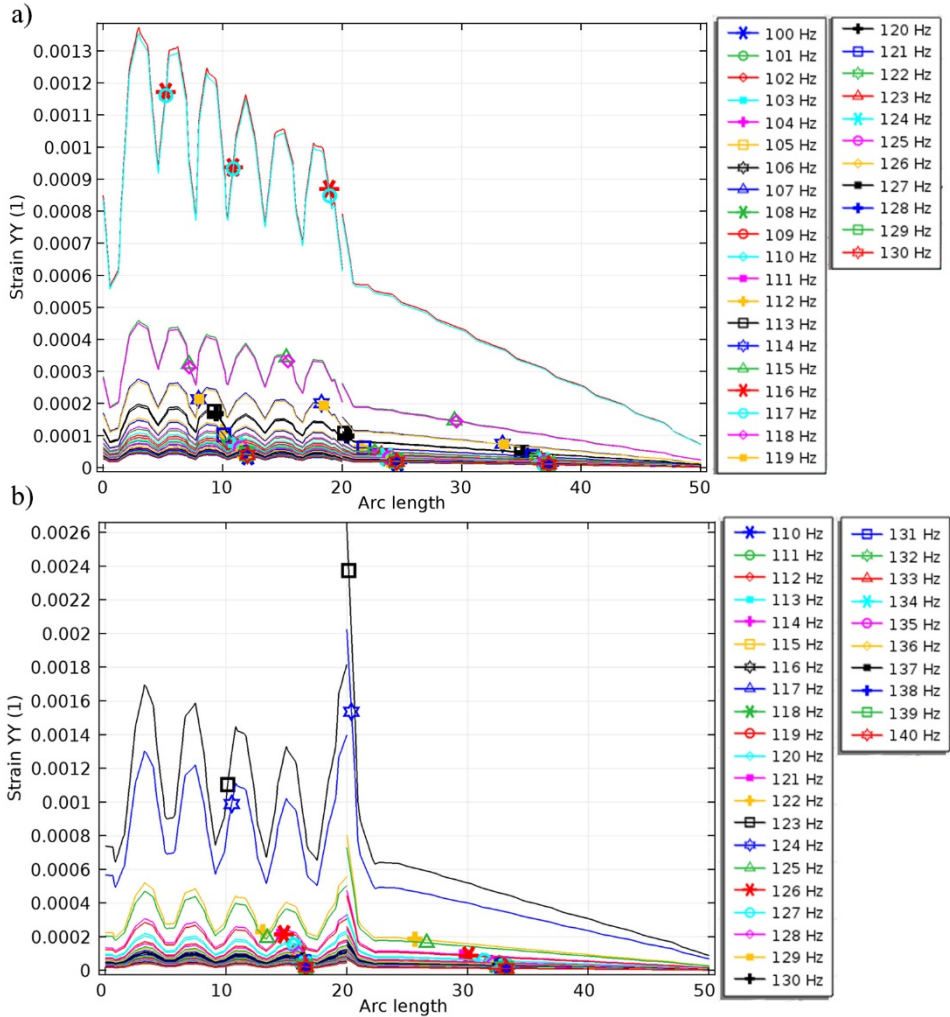 a)
0.0013
0.0012
0.0011
0.001
0.0009
0.0008
0.0007
0.0006
0.0005
0.0004
0.0003
0.0002
0.0001
0
Strain YY (1)
0
10
20
30
40
50
Arc length
100 Hz
101 Hz
102 Hz
103 Hz
104 Hz
105 Hz
106 Hz
107 Hz
108 Hz
109 Hz
110 Hz
111 Hz
112 Hz
113 Hz
114 Hz
115 Hz
116 Hz
117 Hz
118 Hz
119 Hz
120 Hz
121 Hz
122 Hz
123 Hz
124 Hz
125 Hz
126 Hz
127 Hz
128 Hz
129 Hz
130 Hz
b)
0.0026
0.0024
0.0022
0.002
0.0018
0.0016
0.0014
0.0012
0.001
0.0008
0.0006
0.0004
0.0002
0
Strain YY (1)
0
10
20
30
40
50
Arc length
110 Hz
111 Hz
112 Hz
113 Hz
114 Hz
115 Hz
116 Hz
117 Hz
118 Hz
119 Hz
120 Hz
121 Hz
122 Hz
123 Hz
124 Hz
125 Hz
126 Hz
127 Hz
128 Hz
129 Hz
130 Hz
131 Hz
132 Hz
133 Hz
134 Hz
135 Hz
136 Hz
137 Hz
138 Hz
139 Hz
140 Hz